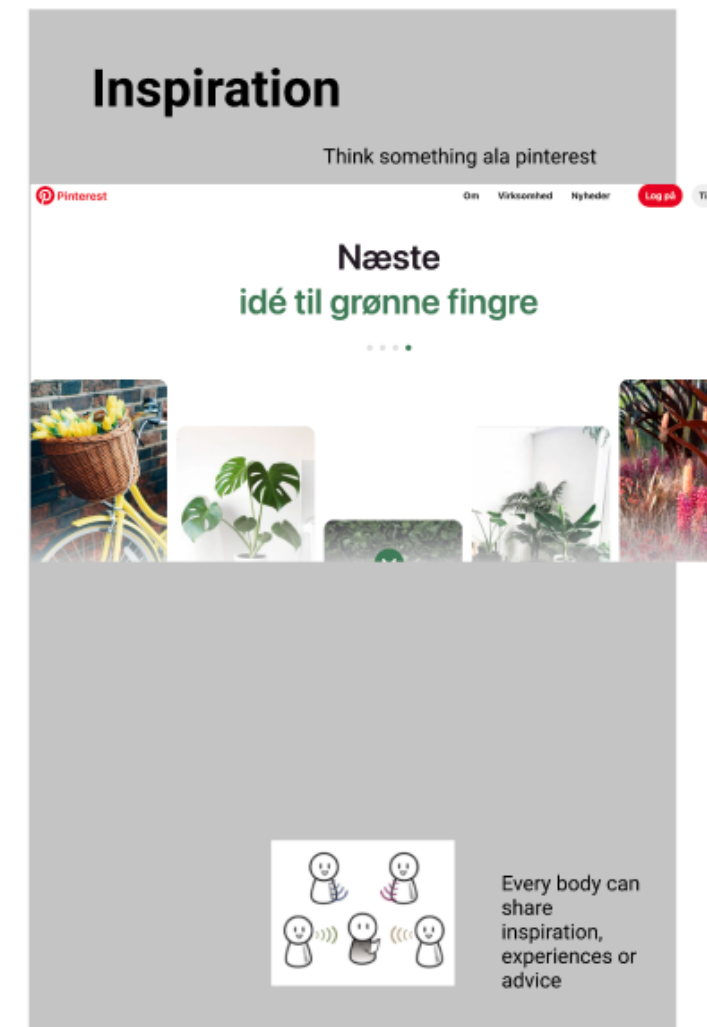 Inspiration
Think something ala pinterest
Pinterest
Om Virksomhed Nyheder Log på
Næste
idé til grønne fingre
Every body can
share
inspiration,
experiences or
advice